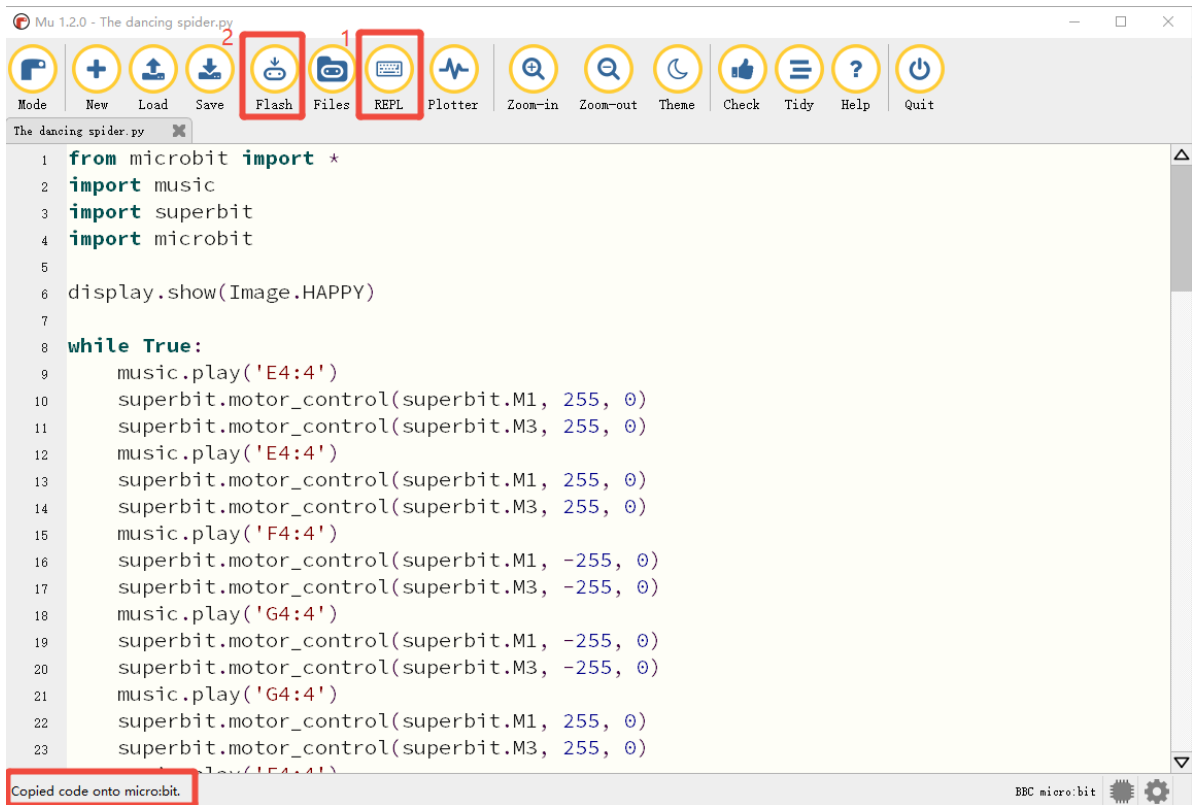 Mu 1.2.0 - The dancing spider.py
2 1
Mode New Load Save Flash Files REPL Plotter Zoom-in Zoom-out Theme Check Tidy Help Quit
The dancing spider.py
1 from microbit import *
2 import music
3 import superbit
4 import microbit
5
6 display.show(Image.HAPPY)
7
8 while True:
9 music.play('E4:4')
10 superbit.motor_control(superbit.M1, 255, 0)
11 superbit.motor_control(superbit.M3, 255, 0)
12 music.play('E4:4')
13 superbit.motor_control(superbit.M1, 255, 0)
14 superbit.motor_control(superbit.M3, 255, 0)
15 music.play('F4:4')
16 superbit.motor_control(superbit.M1, -255, 0)
17 superbit.motor_control(superbit.M3, -255, 0)
18 music.play('G4:4')
19 superbit.motor_control(superbit.M1, -255, 0)
20 superbit.motor_control(superbit.M3, -255, 0)
21 music.play('G4:4')
22 superbit.motor_control(superbit.M1, 255, 0)
23 superbit.motor_control(superbit.M3, 255, 0)
Copied code onto micro:bit.
BBC micro:bit